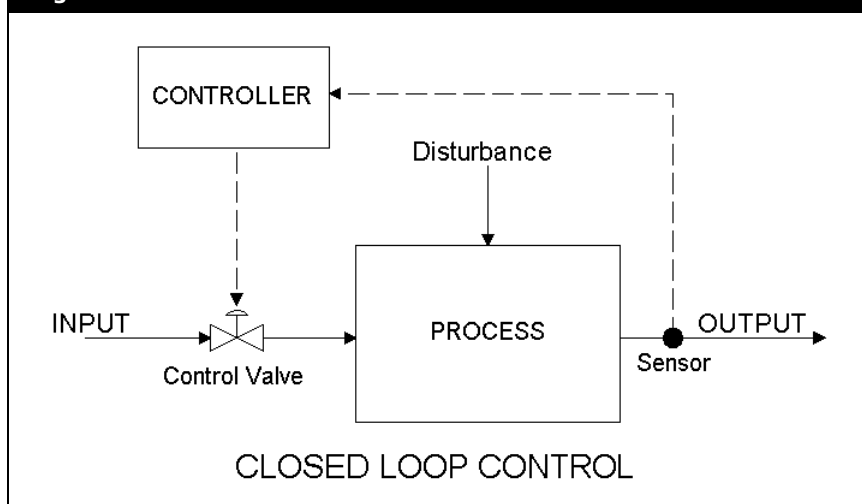 CONTROLLER
Disturbance
INPUT
PROCESS
OUTPUT
Control Valve
Sensor
CLOSED LOOP CONTROL